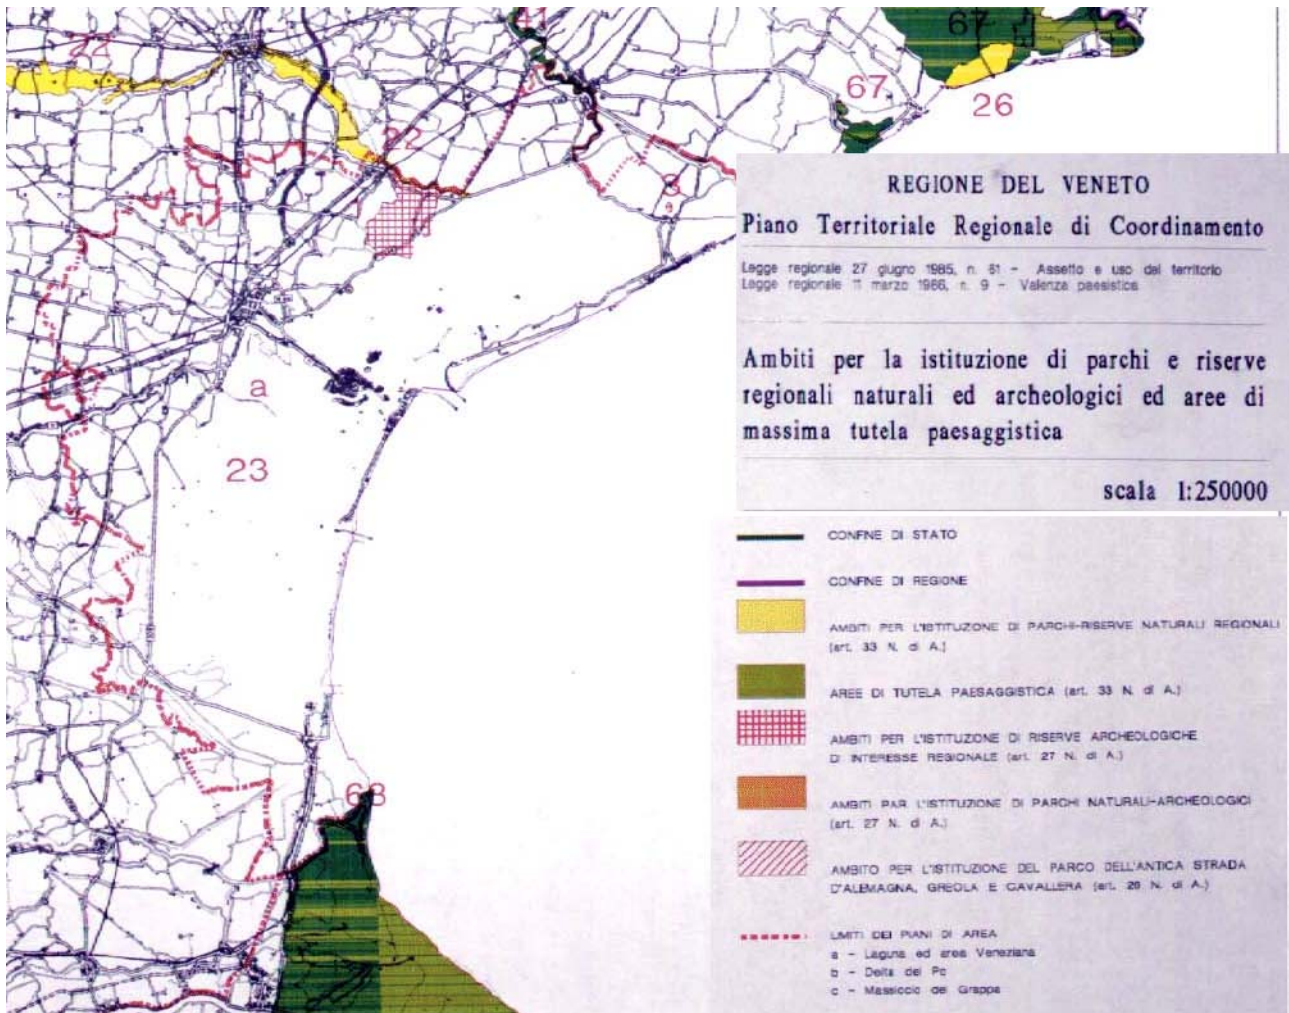 41
67
22
67
26
22
8
a
23
68
REGIONE DEL VENETO
Piano Territoriale Regionale di Coordinamento
Legge regionale 27 giugno 1985, n. 61 - Assetto e uso del territorio
Legge regionale 11 marzo 1986, n. 9 - Valenza paesistica
Ambiti per la istituzione di parchi e riserve
regionali naturali ed archeologici ed aree di
massima tutela paesaggistica
scala 1:250000
CONFINE DI STATO
CONFINE DI REGIONE
AMBITI PER L'ISTITUZIONE DI PARCHI-RISERVE NATURALI REGIONALI
(art. 33 N. di A.)
AREE DI TUTELA PAESAGGISTICA (art. 33 N. di A.)
AMBITI PER L'ISTITUZIONE DI RISERVE ARCHEOLOGICHE
DI INTERESSE REGIONALE (art. 27 N. di A.)
AMBITI PAR L'ISTITUZIONE DI PARCHI NATURALI-ARCHEOLOGICI
(art. 27 N. di A.)
AMBITO PER L'ISTITUZIONE DEL PARCO DELL'ANTICA STRADA
D'ALEMAGNA, GREOLA E CAVALLERA (art. 28 N. di A.)
LIMITI DEI PIANI DI AREA
a - Laguna ed area Veneziana
b - Delta del Po
c - Massiccio del Grappa